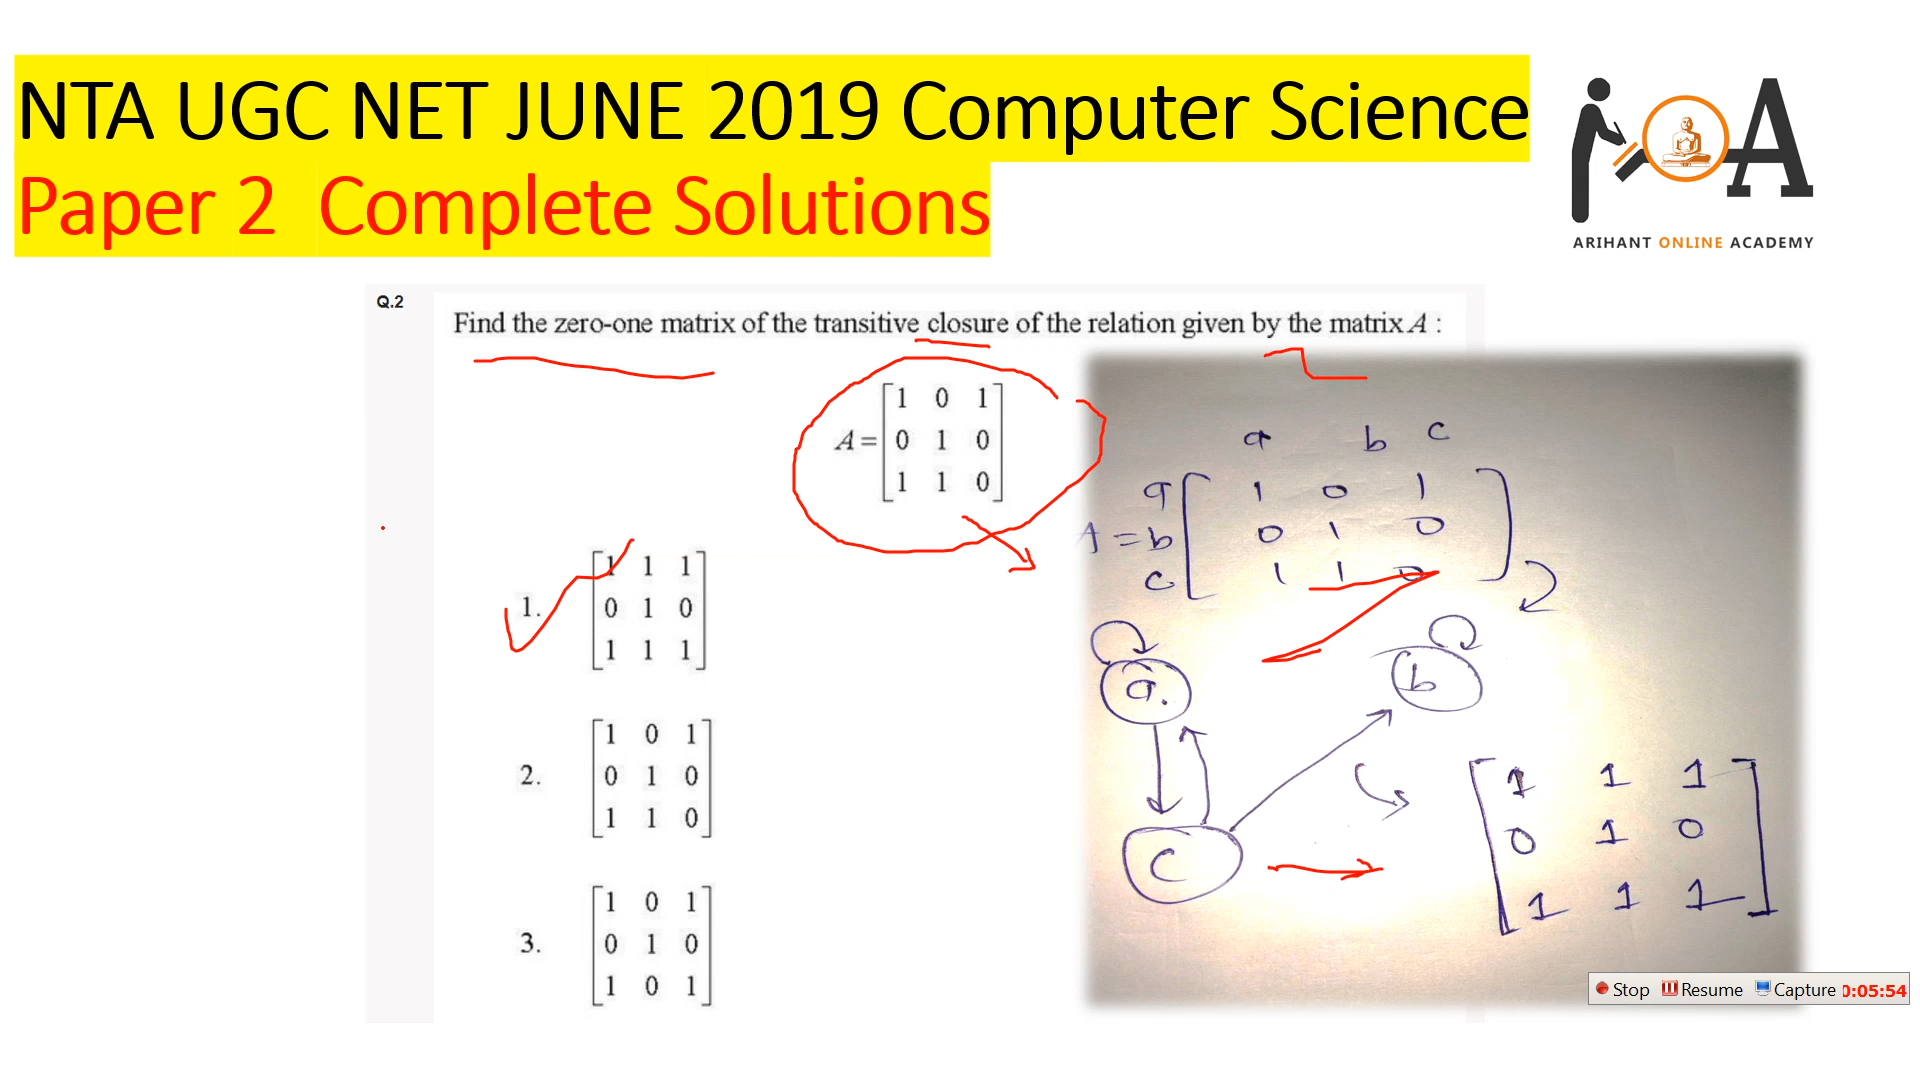 NTA UGC NET JUNE 2019 Computer Science
Paper 2 Complete Solutions
ARIHANT ONLINE ACADEMY
Q.2
Find the zero-one matrix of the transitive closure of the relation given by the matrix A :
1 0 1
A = 0 1 0
1 1 0
1.
1 1 1
0 1 0
1 1 1
2.
1 0 1
0 1 0
1 1 0
3.
1 0 1
0 1 0
1 0 1
a b c
a 1 0 1
A = b 0 1 0
c 1 1 0
a.
b
c
1 1 1
0 1 0
1 1 1
Stop Resume Capture 0:05:54